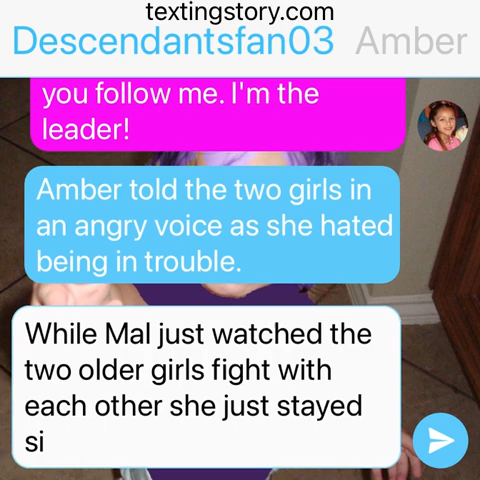 textingstory.com
Descendantsfan03 Amber
you follow me. I'm the
leader!
Amber told the two girls in
an angry voice as she hated
being in trouble.
While Mal just watched the
two older girls fight with
each other she just stayed
si